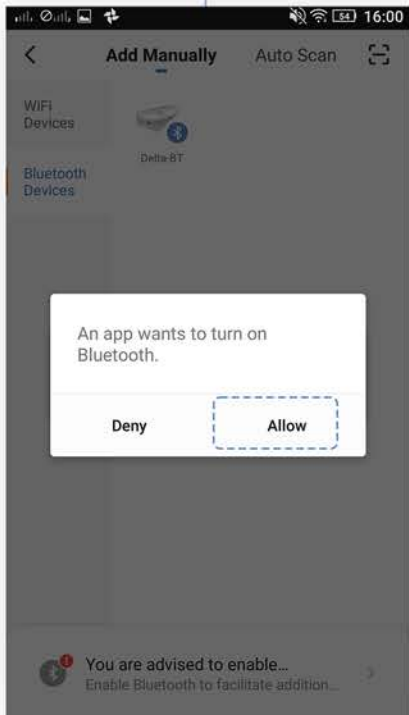 54 16:00
Add Manually Auto Scan
WiFi
Devices
Bluetooth
Devices
Delta-BT
An app wants to turn on
Bluetooth.
Deny Allow
You are advised to enable...
Enable Bluetooth to facilitate addition...